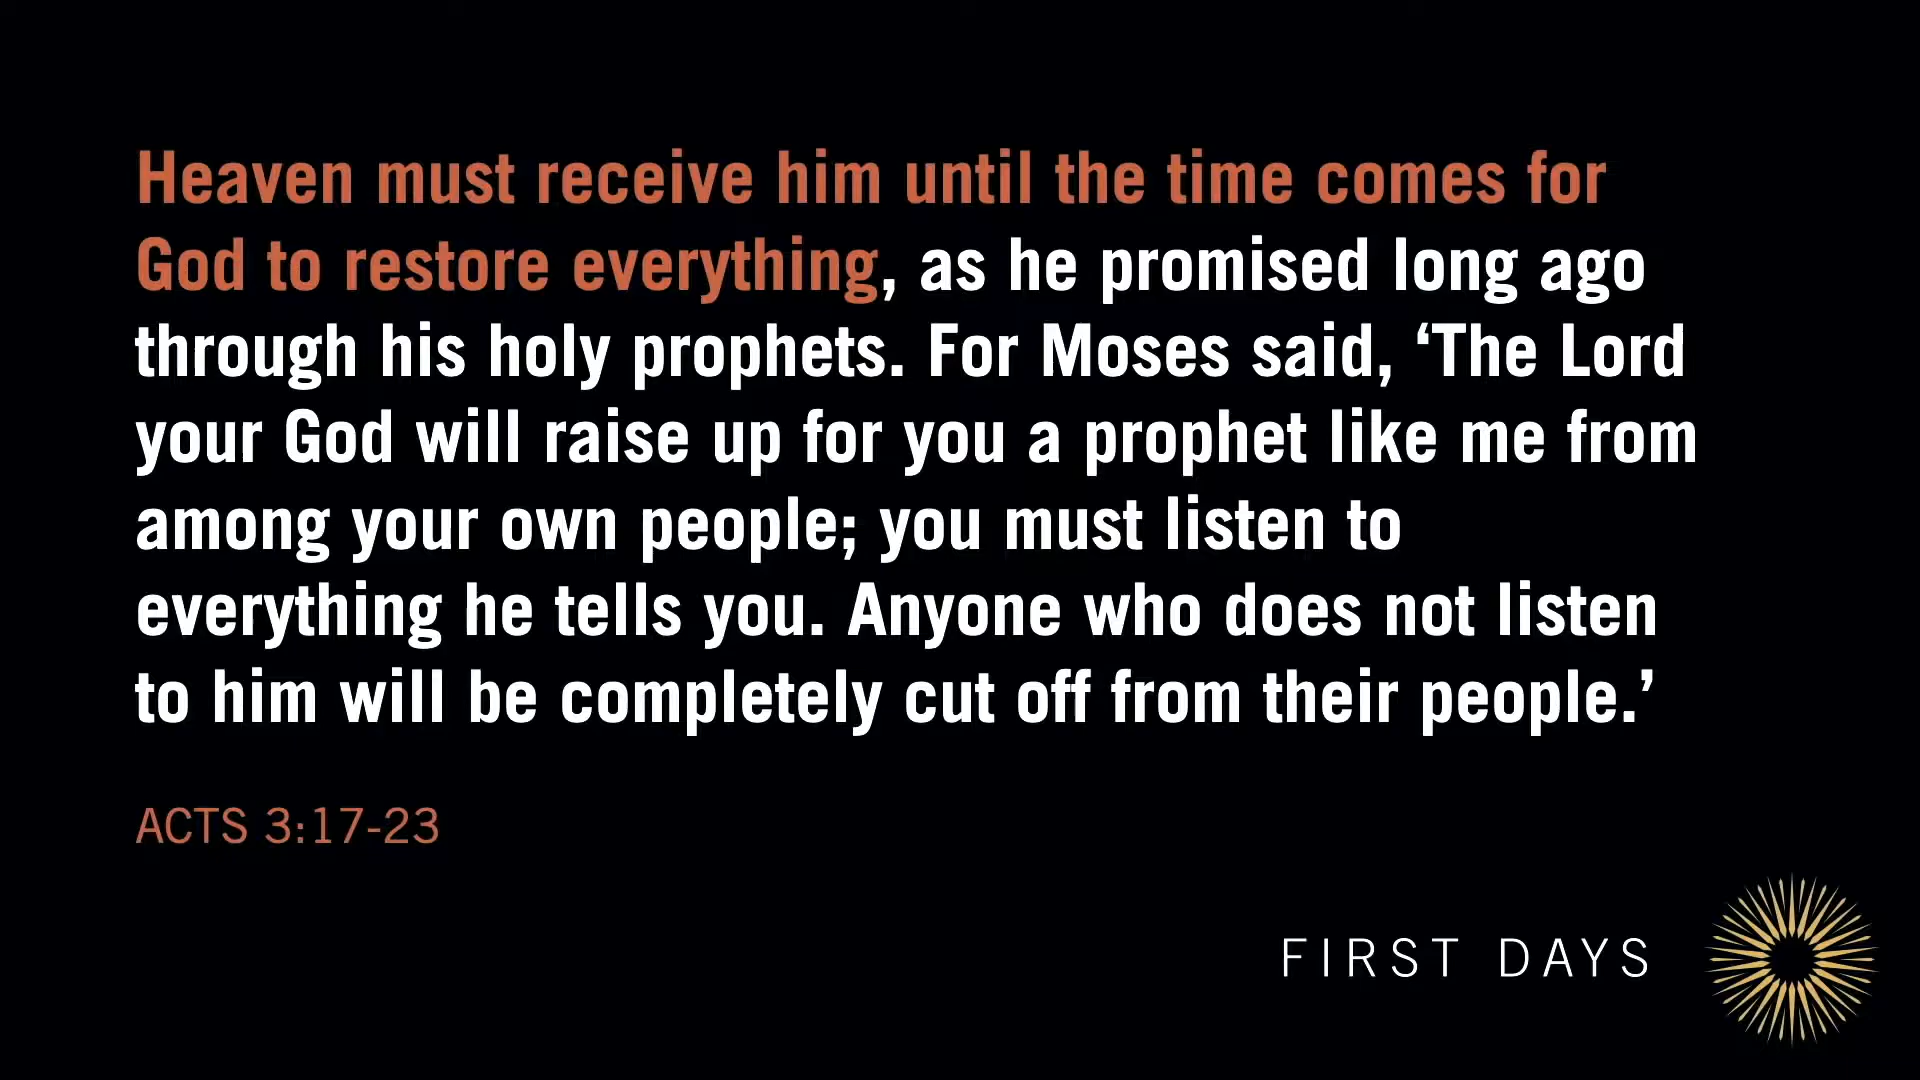 Heaven must receive him until the time comes for
God to restore everything, as he promised long ago
through his holy prophets. For Moses said, ‘The Lord
your God will raise up for you a prophet like me from
among your own people; you must listen to
everything he tells you. Anyone who does not listen
to him will be completely cut off from their people.’
ACTS 3:17-23
FIRST DAYS